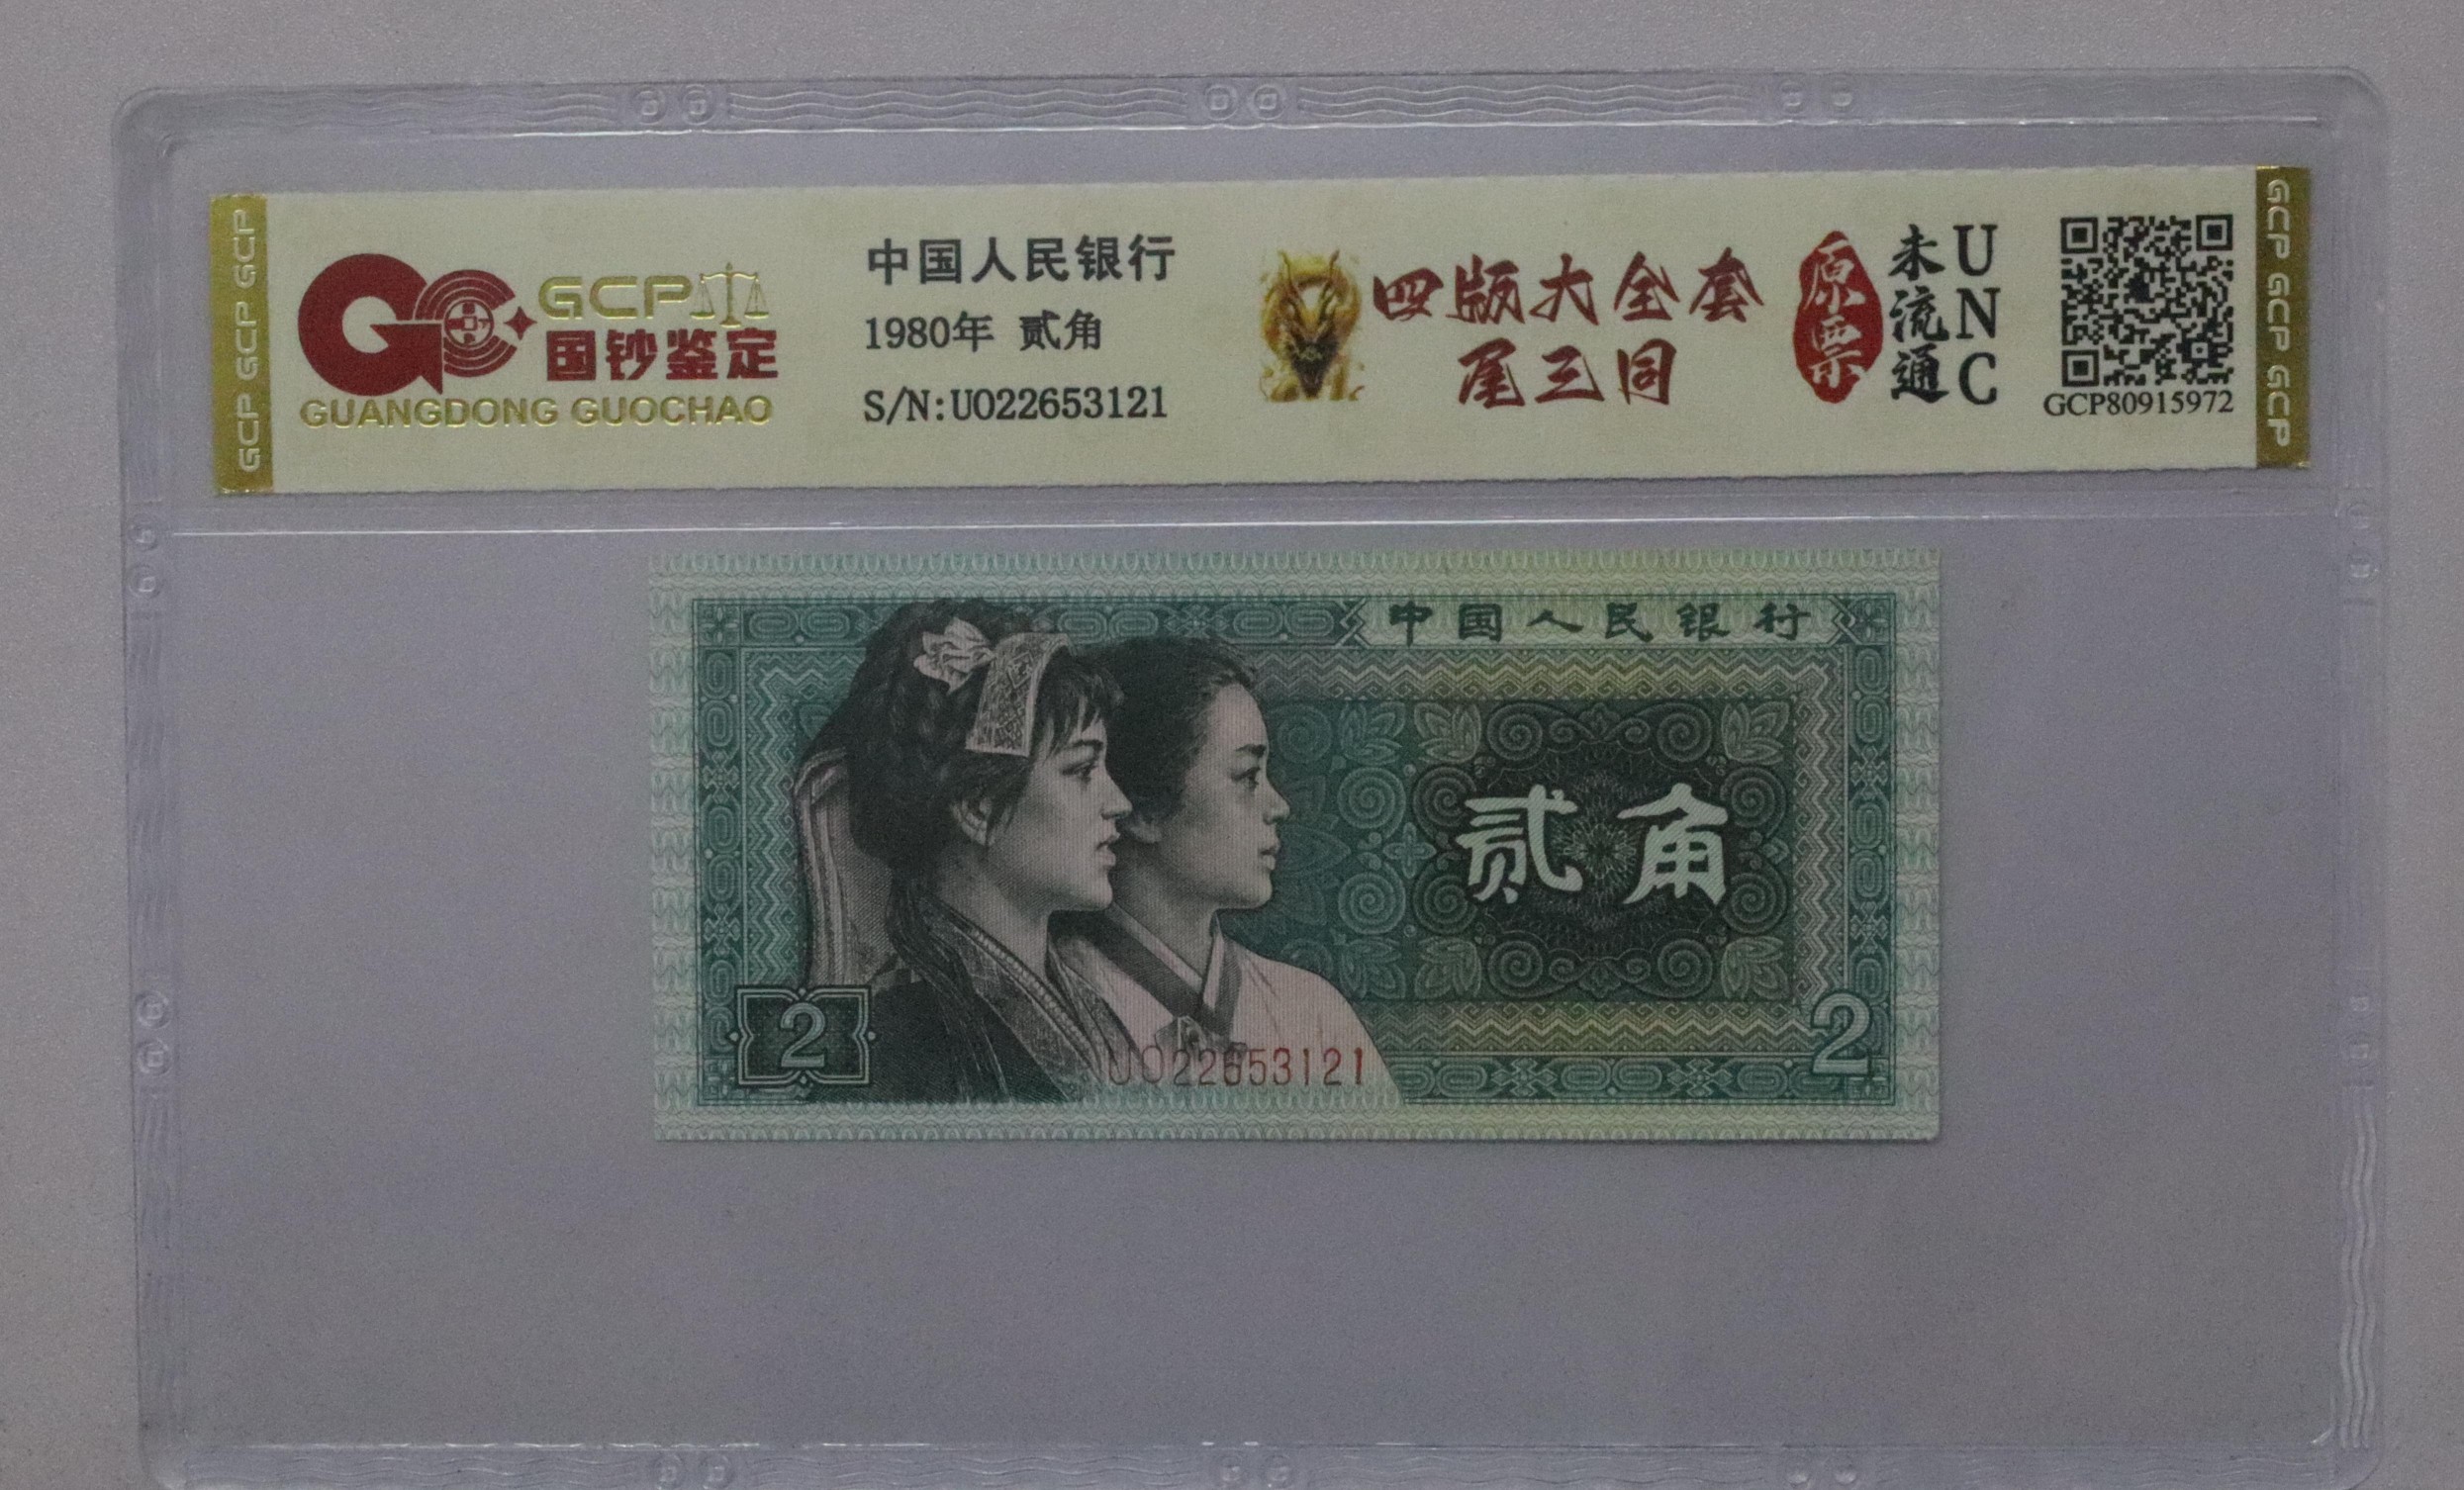 GCP GCP GCP
GCP
国钞鉴定
GUANGDONG GUOCHAO
中国人民银行
1980年 贰角
S/N:UO22653121
四版大全套
尾三同
原票
未流通
UNC
GCP80915972
GCP GCP GCP
中国人民银行
贰角
2
UO22653121
2